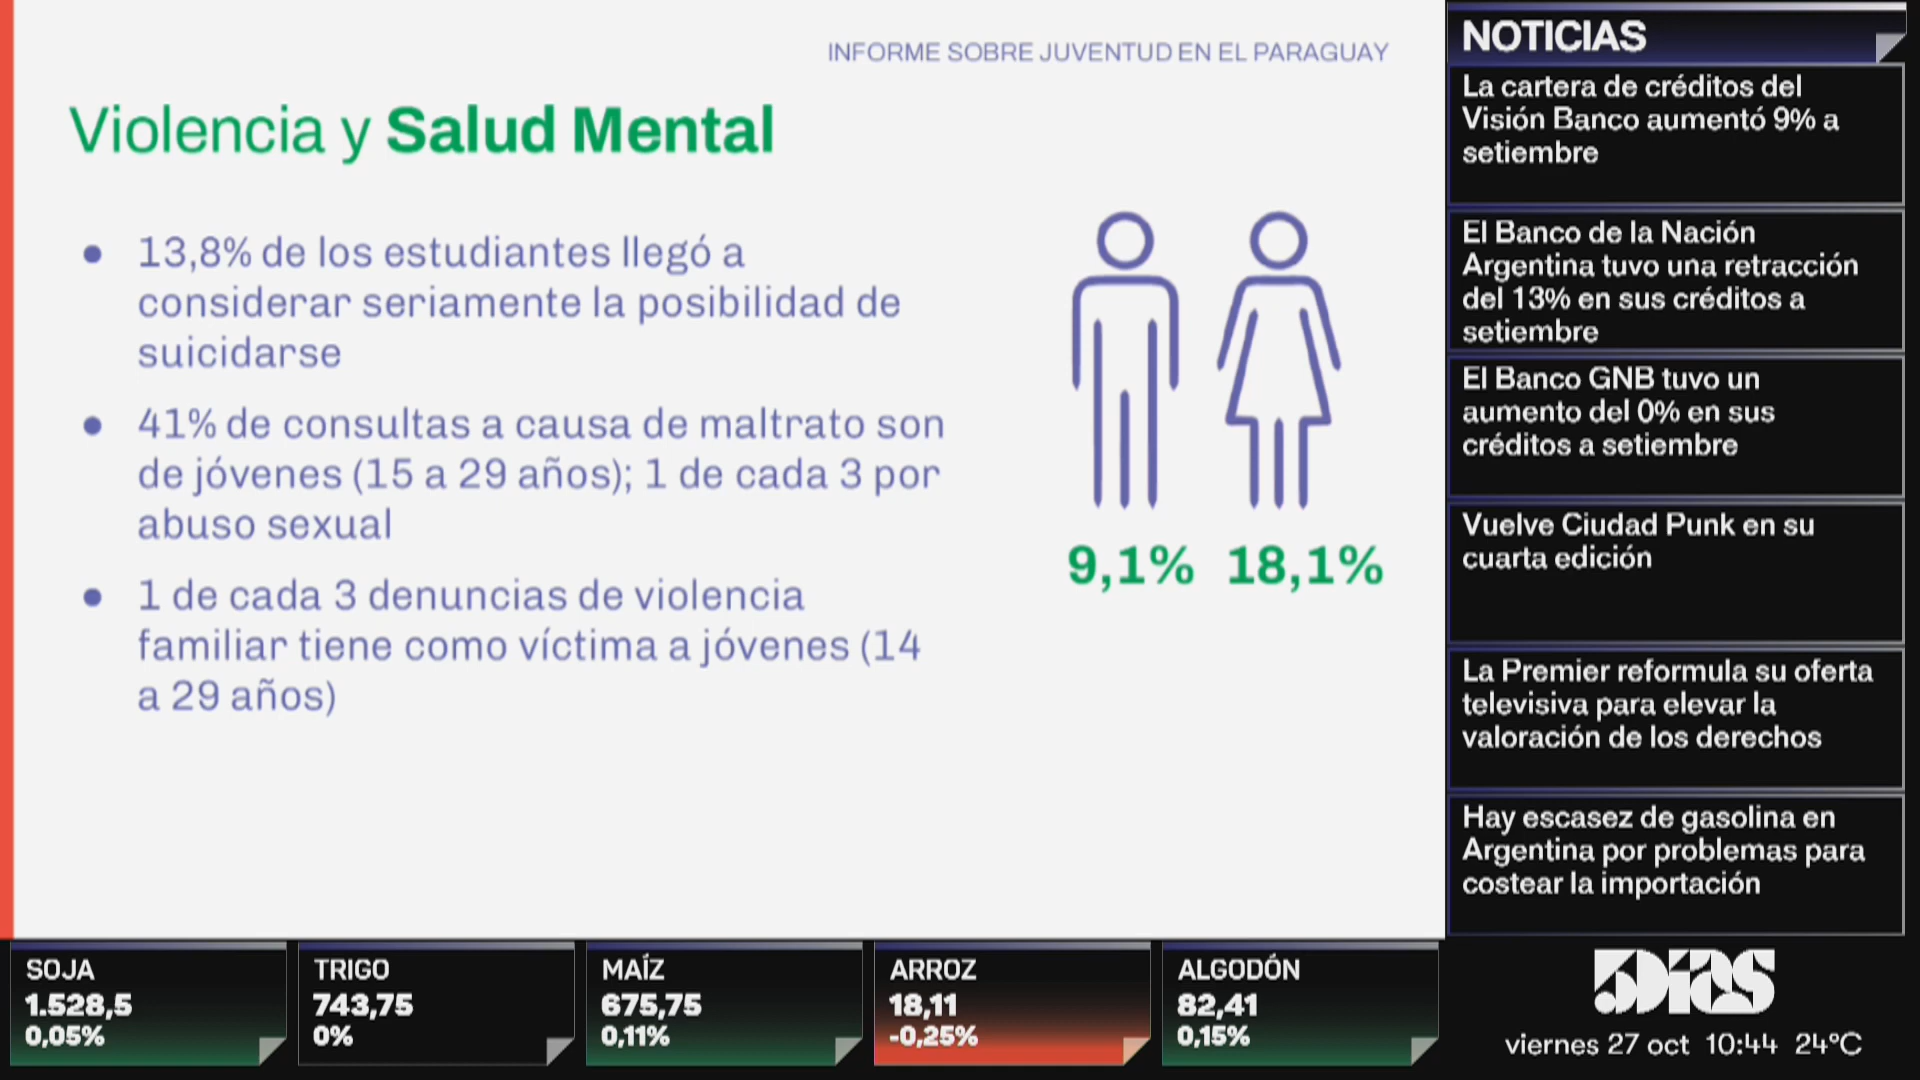 INFORME SOBRE JUVENTUD EN EL PARAGUAY
Violencia y Salud Mental
• 13,8% de los estudiantes llegó a
considerar seriamente la posibilidad de
suicidarse
• 41% de consultas a causa de maltrato son
de jóvenes (15 a 29 años); 1 de cada 3 por
abuso sexual
• 1 de cada 3 denuncias de violencia
familiar tiene como víctima a jóvenes (14
a 29 años)
9,1% 18,1%
NOTICIAS
La cartera de créditos del
Visión Banco aumentó 9% a
setiembre
El Banco de la Nación
Argentina tuvo una retracción
del 13% en sus créditos a
setiembre
El Banco GNB tuvo un
aumento del 0% en sus
créditos a setiembre
Vuelve Ciudad Punk en su
cuarta edición
La Premier reformula su oferta
televisiva para elevar la
valoración de los derechos
Hay escasez de gasolina en
Argentina por problemas para
costear la importación
SOJA
1.528,5
0,05%
TRIGO
743,75
0%
MAÍZ
675,75
0,11%
ARROZ
18,11
-0,25%
ALGODÓN
82,41
0,15%
5DÍAS
viernes 27 oct 10:44 24°C